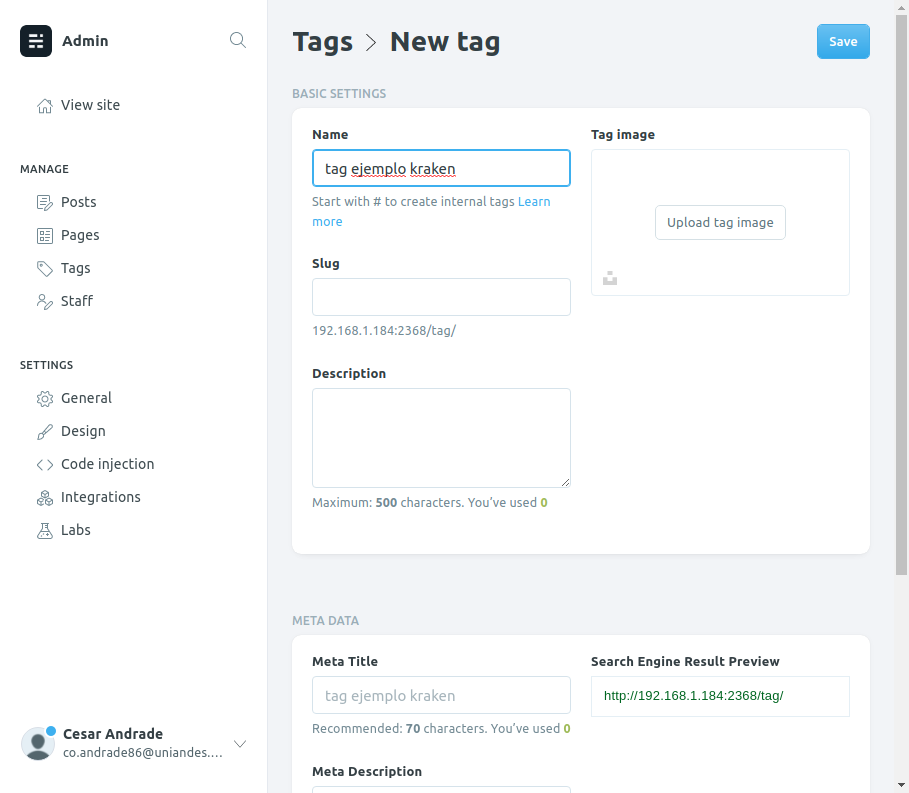 Admin
View site
MANAGE
Posts
Pages
Tags
Staff
SETTINGS
General
Design
Code injection
Integrations
Labs
Cesar Andrade
co.andrade86@uniandes....
Tags > New tag
Save
BASIC SETTINGS
Name
tag ejemplo kraken
Start with # to create internal tags Learn
more
Slug
192.168.1.184:2368/tag/
Description
Maximum: 500 characters. You’ve used 0
Tag image
Upload tag image
META DATA
Meta Title
tag ejemplo kraken
Recommended: 70 characters. You’ve used 0
Meta Description
Search Engine Result Preview
http://192.168.1.184:2368/tag/